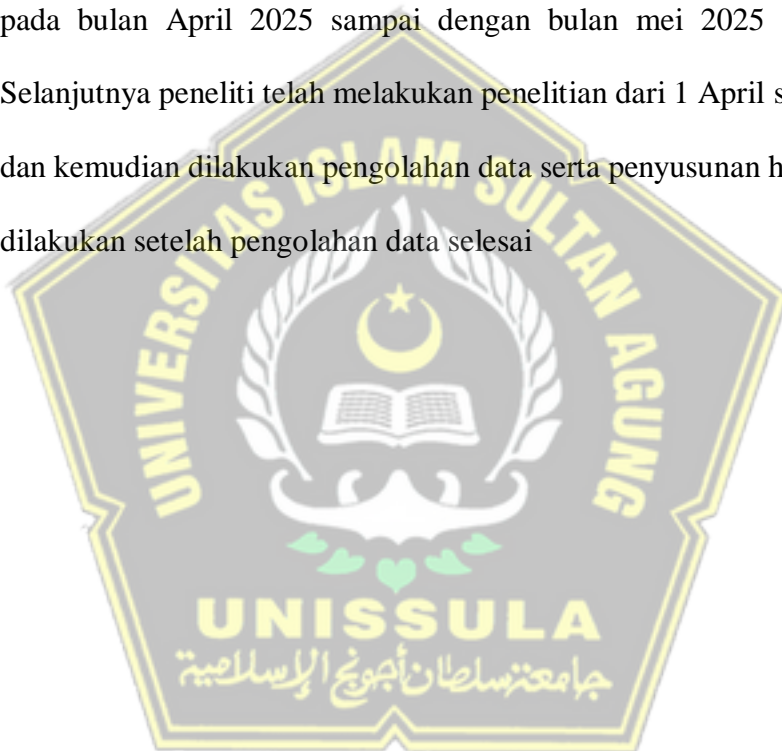 pada bulan April 2025 sampai dengan bulan mei 2025
Selanjutnya peneliti telah melakukan penelitian dari 1 April
dan kemudian dilakukan pengolahan data serta penyusunan
dilakukan setelah pengolahan data selesai
UNIVERSITAS ISLAM SULTAN AGUNG
UNISSULA
جامعة سلطان أجونج الإسلامية